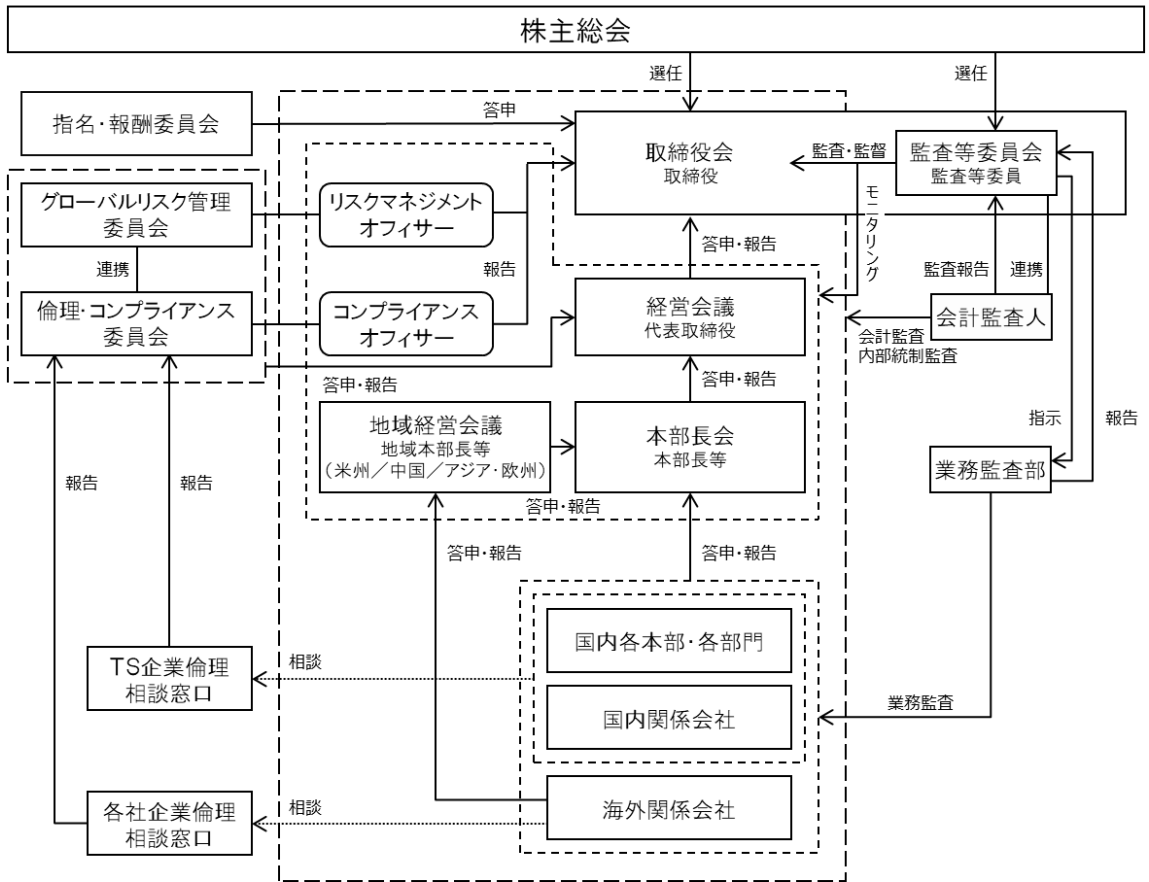 株主総会
選任
選任
指名・報酬委員会
答申
取締役会
取締役
監査・監督
監査等委員会
監査等委員
グローバルリスク管理
委員会
リスクマネジメント
オフィサー
モニタリング
連携
報告
答申・報告
監査報告
連携
倫理・コンプライアンス
委員会
コンプライアンス
オフィサー
経営会議
代表取締役
会計監査人
会計監査
内部統制監査
答申・報告
答申・報告
地域経営会議
地域本部長等
（米州／中国／アジア・欧州）
本部長会
本部長等
指示
報告
業務監査部
報告
報告
答申・報告
答申・報告
答申・報告
国内各本部・各部門
TS企業倫理
相談窓口
相談
国内関係会社
業務監査
各社企業倫理
相談窓口
相談
海外関係会社